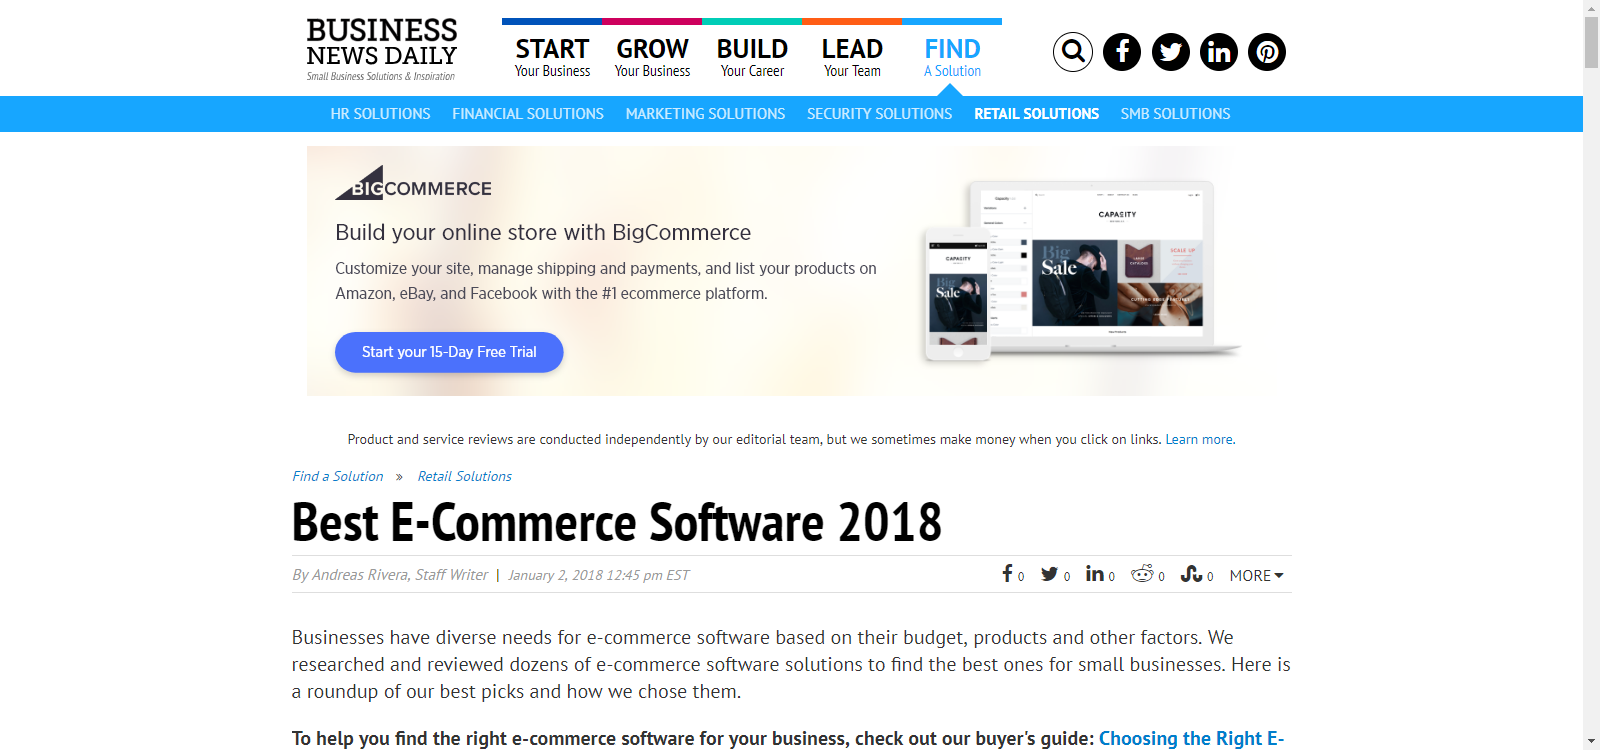 BUSINESS
NEWS DAILY
Small Business Solutions & Inspiration
START
Your Business
GROW
Your Business
BUILD
Your Career
LEAD
Your Team
FIND
A Solution
HR SOLUTIONS FINANCIAL SOLUTIONS MARKETING SOLUTIONS SECURITY SOLUTIONS RETAIL SOLUTIONS SMB SOLUTIONS
BIGCOMMERCE
Build your online store with BigCommerce
Customize your site, manage shipping and payments, and list your products on
Amazon, eBay, and Facebook with the #1 ecommerce platform.
Start your 15-Day Free Trial
CAPACITY
Big
Sale
SCALE UP
CAPACITY
Big
Sale
Product and service reviews are conducted independently by our editorial team, but we sometimes make money when you click on links. Learn more.
Find a Solution » Retail Solutions
Best E-Commerce Software 2018
By Andreas Rivera, Staff Writer | January 2, 2018 12:45 pm EST
0 0 0 0 0 MORE
Businesses have diverse needs for e-commerce software based on their budget, products and other factors. We
researched and reviewed dozens of e-commerce software solutions to find the best ones for small businesses. Here is
a roundup of our best picks and how we chose them.
To help you find the right e-commerce software for your business, check out our buyer's guide: Choosing the Right E-